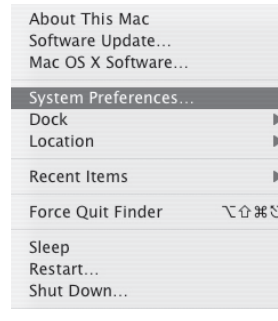 About This Mac
Software Update...
Mac OS X Software...
System Preferences...
Dock
Location
Recent Items
Force Quit Finder ⌥⇧⌘⎋
Sleep
Restart...
Shut Down...